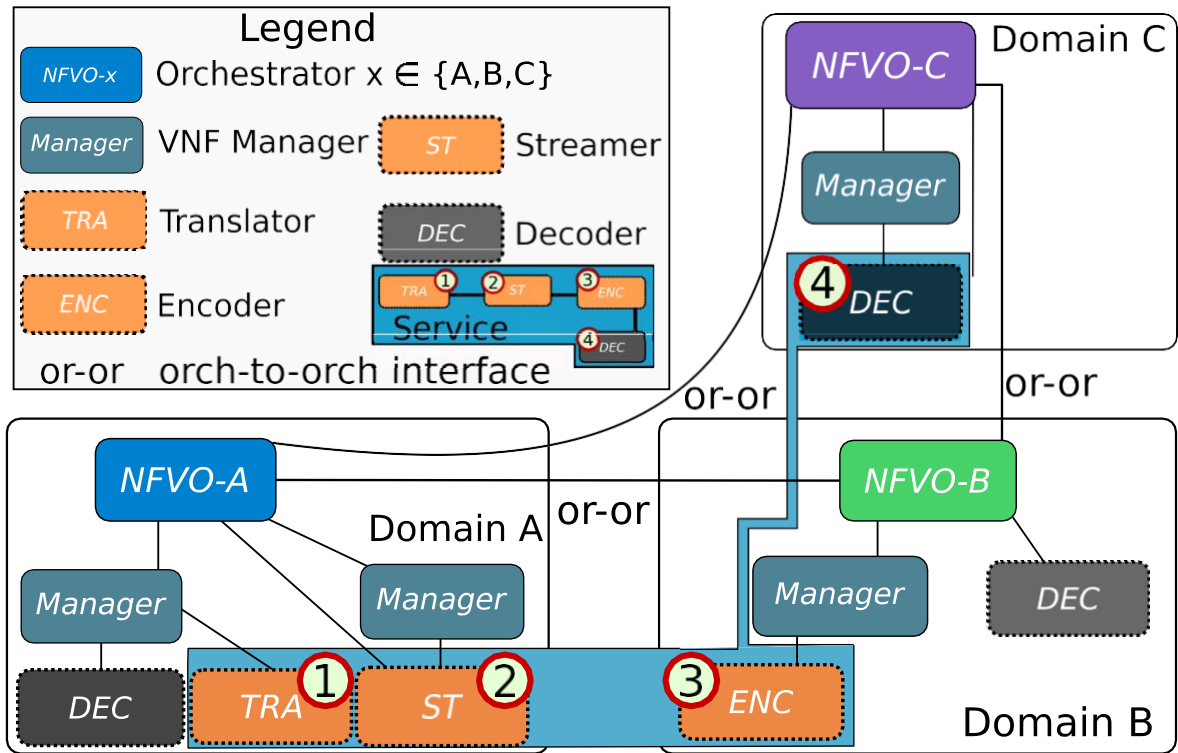 Legend
NFVO-x Orchestrator x ∈ {A,B,C}
Manager VNF Manager
ST Streamer
TRA Translator
DEC Decoder
ENC Encoder
TRA 1 2 ST 3 ENC
Service
4 DEC
or-or orch-to-orch interface
NFVO-C
Domain C
Manager
4 DEC
or-or
or-or
NFVO-A
NFVO-B
or-or
Domain A
Manager
Manager
Manager
DEC
DEC
TRA 1
ST 2
3 ENC
Domain B